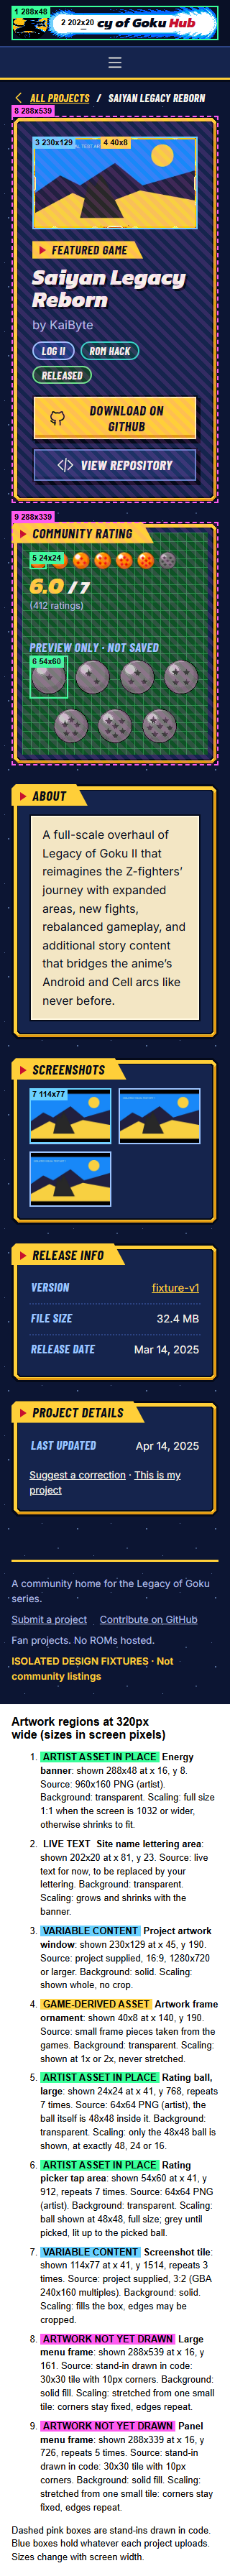 1 288x48
2 202x20
cy of Goku Hub
ALL PROJECTS / SAIYAN LEGACY REBORN
8 288x539
3 230x129
4 40x8
FEATURED GAME
Saiyan Legacy
Reborn
by KaiByte
LOG II
ROM HACK
RELEASED
DOWNLOAD ON
GITHUB
VIEW REPOSITORY
9 288x339
COMMUNITY RATING
5 24x24
6.0 / 7
(412 ratings)
PREVIEW ONLY · NOT SAVED
6 54x60
ABOUT
A full-scale overhaul of
Legacy of Goku II that
reimagines the Z-fighters'
journey with expanded
areas, new fights,
rebalanced gameplay, and
additional story content
that bridges the anime's
Android and Cell arcs like
never before.
SCREENSHOTS
7 114x77
RELEASE INFO
VERSION fixture-v1
FILE SIZE 32.4 MB
RELEASE DATE Mar 14, 2025
PROJECT DETAILS
LAST UPDATED Apr 14, 2025
Suggest a correction · This is my
project
A community home for the Legacy of Goku
series.
Submit a project Contribute on GitHub
Fan projects. No ROMs hosted.
ISOLATED DESIGN FIXTURES · Not
community listings
Artwork regions at 320px
wide (sizes in screen pixels)
1. ARTIST ASSET IN PLACE Energy
banner: shown 288x48 at x 16, y 8.
Source: 960x160 PNG (artist).
Background: transparent. Scaling: full size
1:1 when the screen is 1032 or wider,
otherwise shrinks to fit.
2. LIVE TEXT Site name lettering area:
shown 202x20 at x 81, y 23. Source: live
text for now, to be replaced by your
lettering. Background: transparent.
Scaling: grows and shrinks with the
banner.
3. VARIABLE CONTENT Project artwork
window: shown 230x129 at x 45, y 190.
Source: project supplied, 16:9, 1280x720
or larger. Background: solid. Scaling:
shown whole, no crop.
4. GAME-DERIVED ASSET Artwork frame
ornament: shown 40x8 at x 140, y 190.
Source: small frame pieces taken from the
games. Background: transparent. Scaling:
shown at 1x or 2x, never stretched.
5. ARTIST ASSET IN PLACE Rating ball,
large: shown 24x24 at x 41, y 768, repeats
7 times. Source: 64x64 PNG (artist), the
ball itself is 48x48 inside it. Background:
transparent. Scaling: only the 48x48 ball is
shown, at exactly 48, 24 or 16.
6. ARTIST ASSET IN PLACE Rating
picker tap area: shown 54x60 at x 41, y
912, repeats 7 times. Source: 64x64 PNG
(artist). Background: transparent. Scaling:
ball shown at 48x48, full size; grey until
picked, lit up to the picked ball.
7. VARIABLE CONTENT Screenshot tile:
shown 114x77 at x 41, y 1514, repeats 3
times. Source: project supplied, 3:2 (GBA
240x160 multiples). Background: solid.
Scaling: fills the box, edges may be
cropped.
8. ARTWORK NOT YET DRAWN Large
menu frame: shown 288x539 at x 16, y
161. Source: stand-in drawn in code:
30x30 tile with 10px corners. Background:
solid fill. Scaling: stretched from one small
tile: corners stay fixed, edges repeat.
9. ARTWORK NOT YET DRAWN Panel
menu frame: shown 288x339 at x 16, y
726, repeats 5 times. Source: stand-in
drawn in code: 30x30 tile with 10px
corners. Background: solid fill. Scaling:
stretched from one small tile: corners stay
fixed, edges repeat.
Dashed pink boxes are stand-ins drawn in code.
Blue boxes hold whatever each project uploads.
Sizes change with screen width.